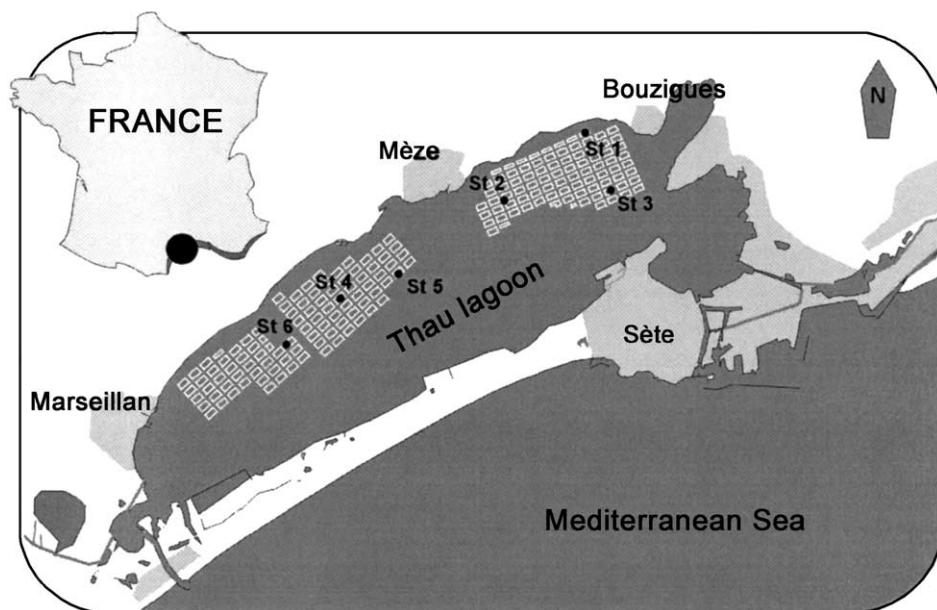 FRANCE
Bouzigues
N
Mèze
St 1
St 2
St 3
St 5
St 4
Thau lagoon
St 6
Sète
Marseillan
Mediterranean Sea